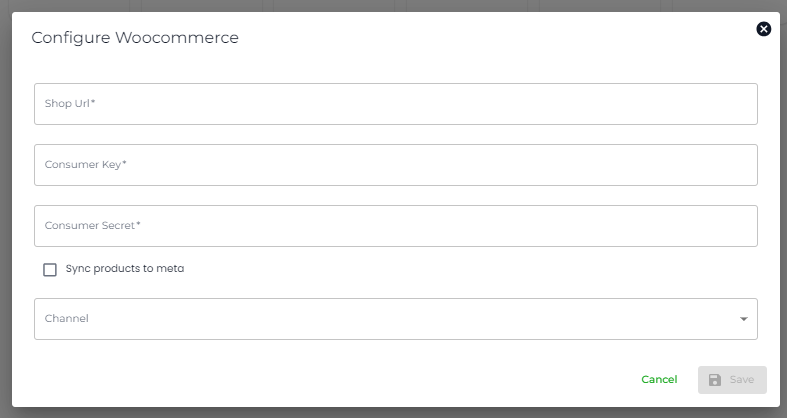 Configure Woocommerce
Shop Url*
Consumer Key*
Consumer Secret*
Sync products to meta
Channel
Cancel
Save